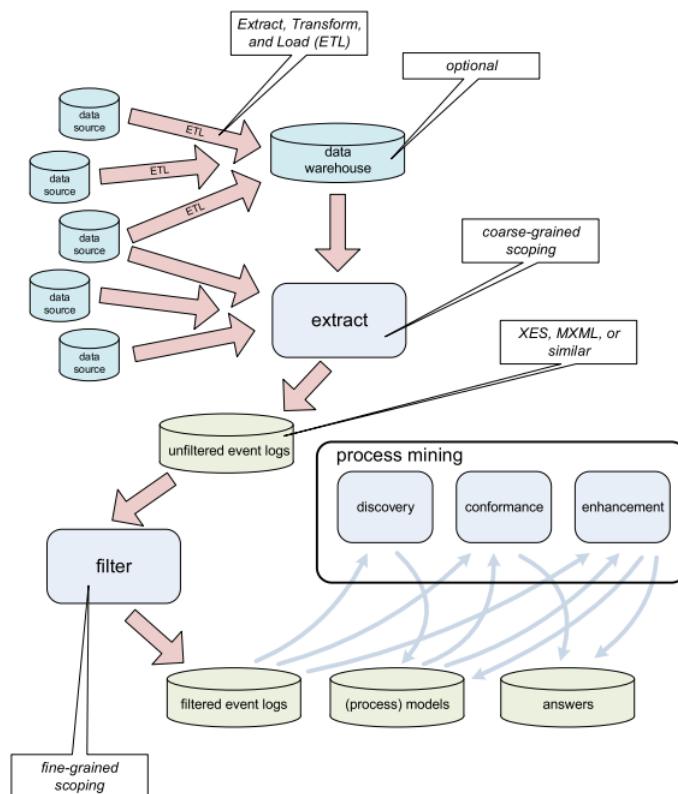 Extract, Transform,
and Load (ETL)
optional
data
source
ETL
data
warehouse
data
source
ETL
data
source
ETL
coarse-grained
scoping
data
source
extract
data
source
XES, MXML, or
similar
unfiltered event logs
process mining
discovery
conformance
enhancement
filter
filtered event logs
(process) models
answers
fine-grained
scoping